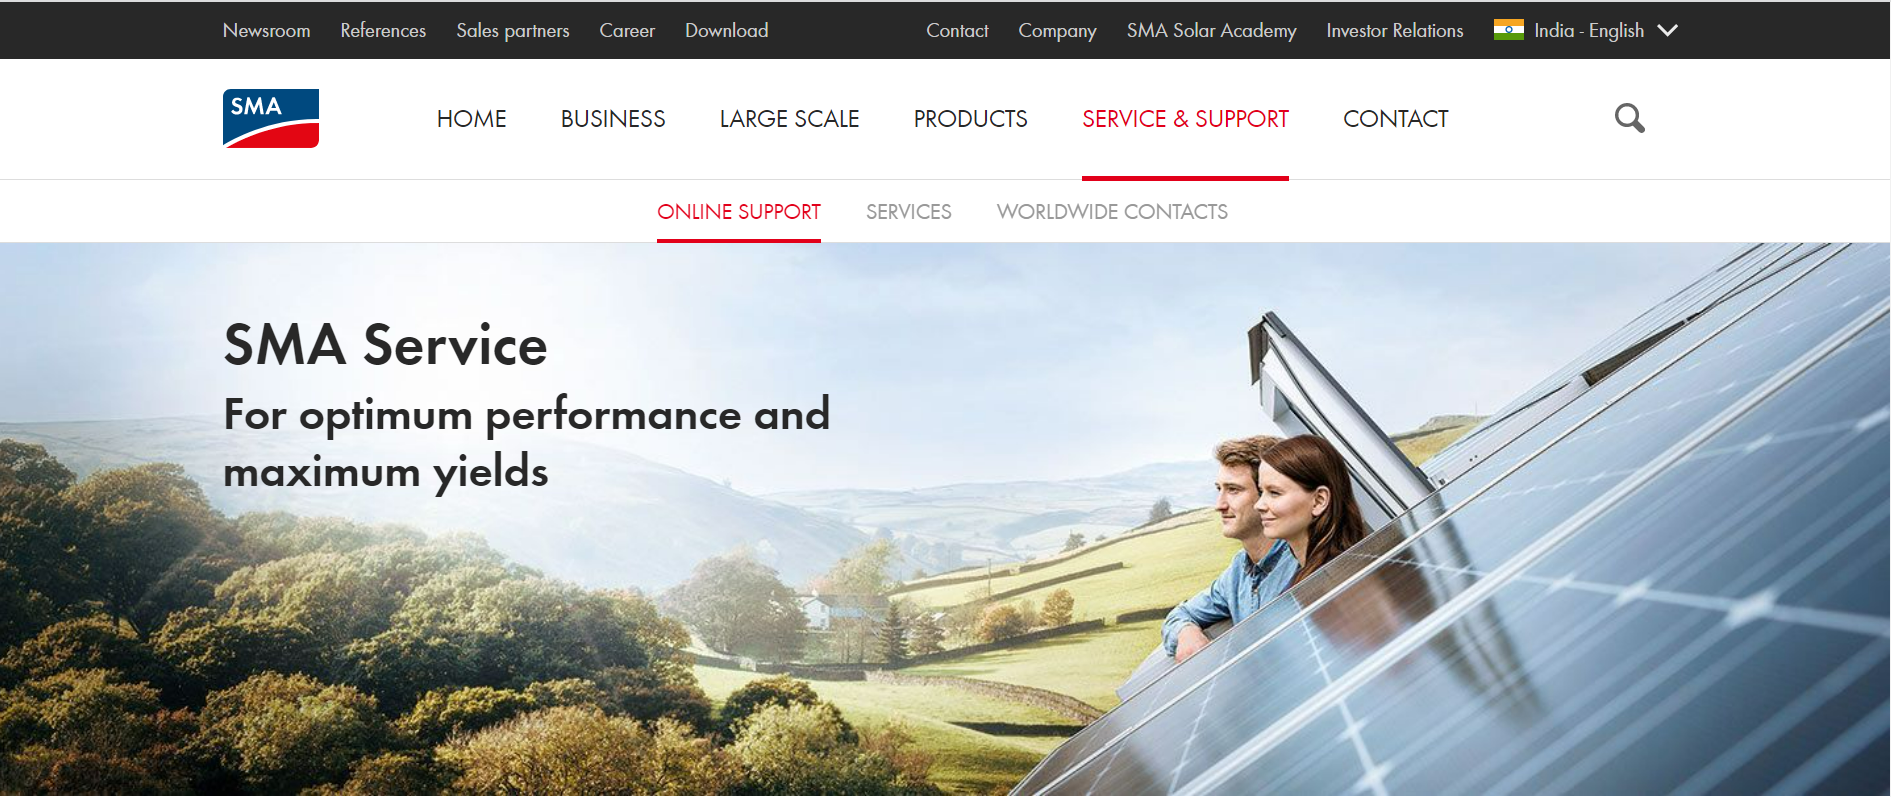 Newsroom References Sales partners Career Download Contact Company SMA Solar Academy Investor Relations India - English
SMA HOME BUSINESS LARGE SCALE PRODUCTS SERVICE & SUPPORT CONTACT
ONLINE SUPPORT SERVICES WORLDWIDE CONTACTS
SMA Service
For optimum performance and
maximum yields